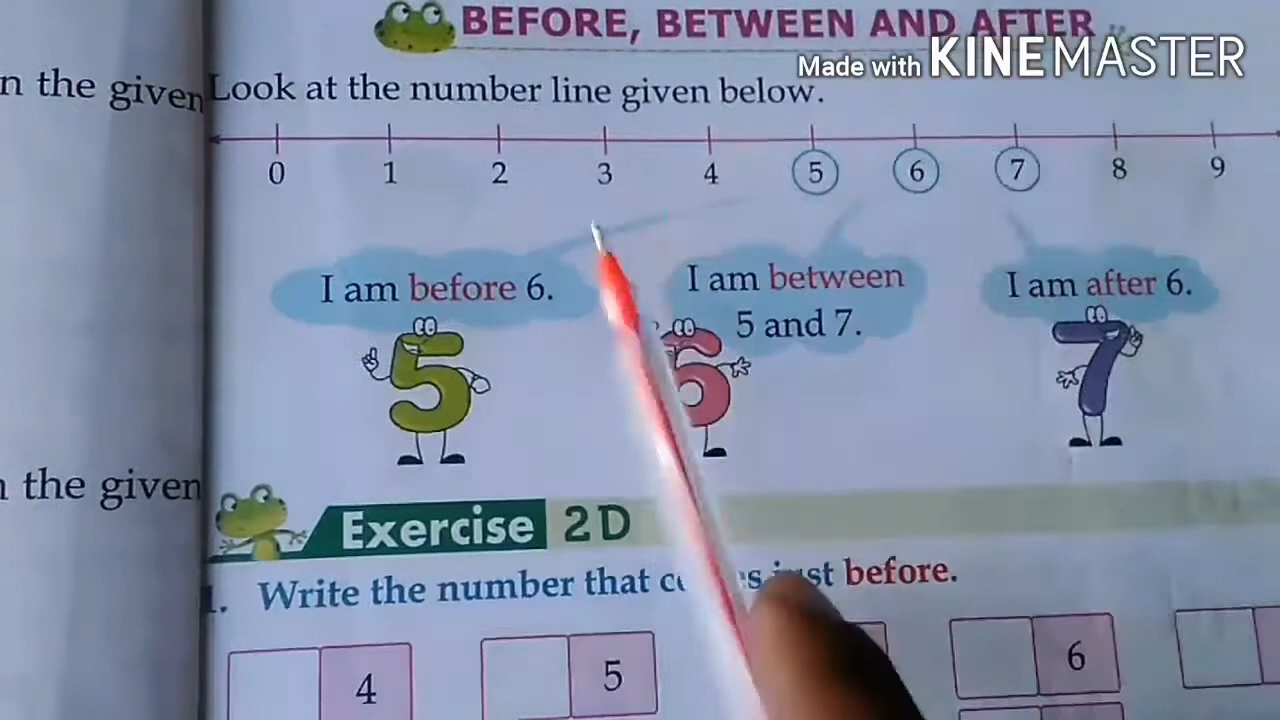 BEFORE, BETWEEN AND AFTER
Made with KINEMASTER
n the given
Look at the number line given below.
0 1 2 3 4 5 6 7 8 9
I am before 6.
I am between
5 and 7.
I am after 6.
5 6 7
the given
Exercise 2D
1. Write the number that just before.
4 5 6